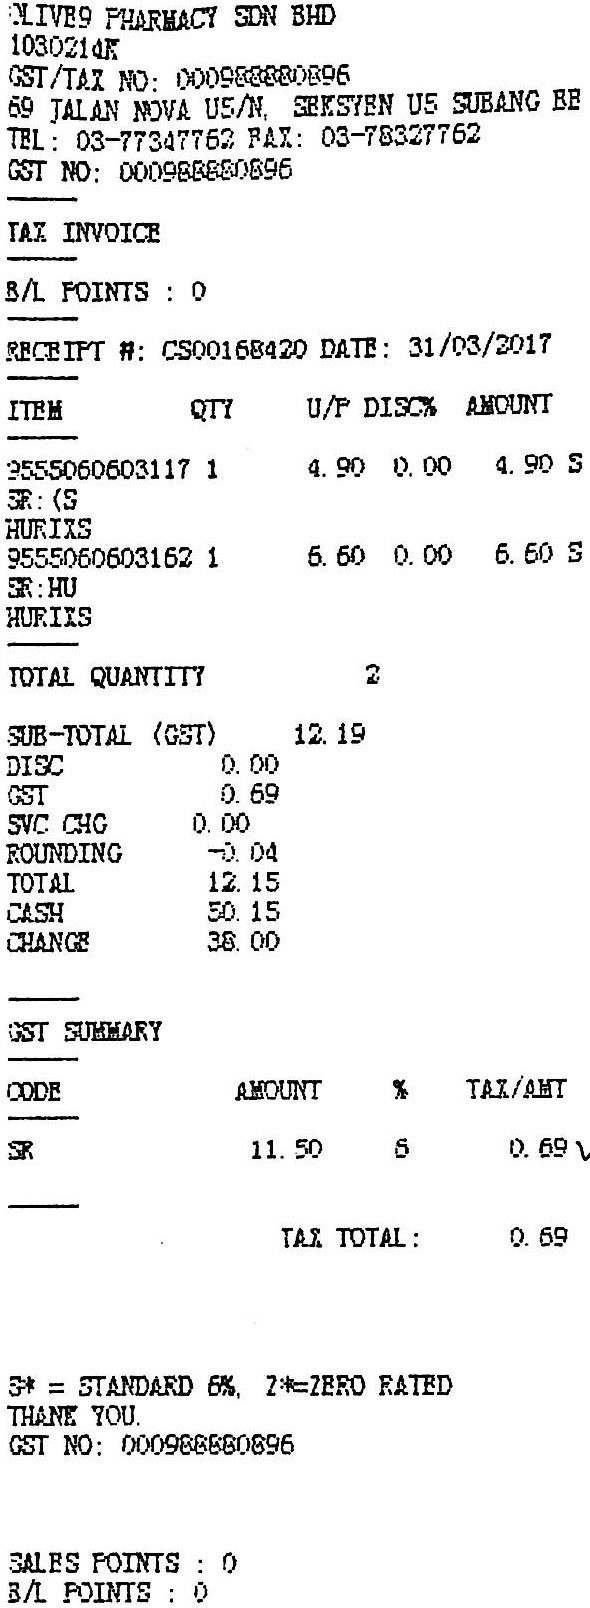 OLIVE9 PHARMACY SDN BHD
1030214K
GST/TAX NO: 000988880896
69 JALAN NOVA U5/N, SEKSYEN U5 SUBANG BE
TEL: 03-77347762 FAX: 03-78327762
GST NO: 000988880896
TAX INVOICE
B/L POINTS : 0
RECEIPT #: CS00168420 DATE: 31/03/2017
ITEM QTY U/P DISC% AMOUNT
9555060603117 1 4.90 0.00 4.90 S
SR:(S
HURIXS
9555060603162 1 6.60 0.00 6.60 S
SR:HU
HURIXS
TOTAL QUANTITY 2
SUB-TOTAL (GST) 12.19
DISC 0.00
GST 0.69
SVC CHG 0.00
ROUNDING -0.04
TOTAL 12.15
CASH 50.15
CHANGE 38.00
GST SUMMARY
CODE AMOUNT % TAX/AMT
SR 11.50 6 0.69
TAX TOTAL: 0.69
S* = STANDARD 6%, Z*=ZERO RATED
THANK YOU.
GST NO: 000988880896
SALES POINTS : 0
B/L POINTS : 0